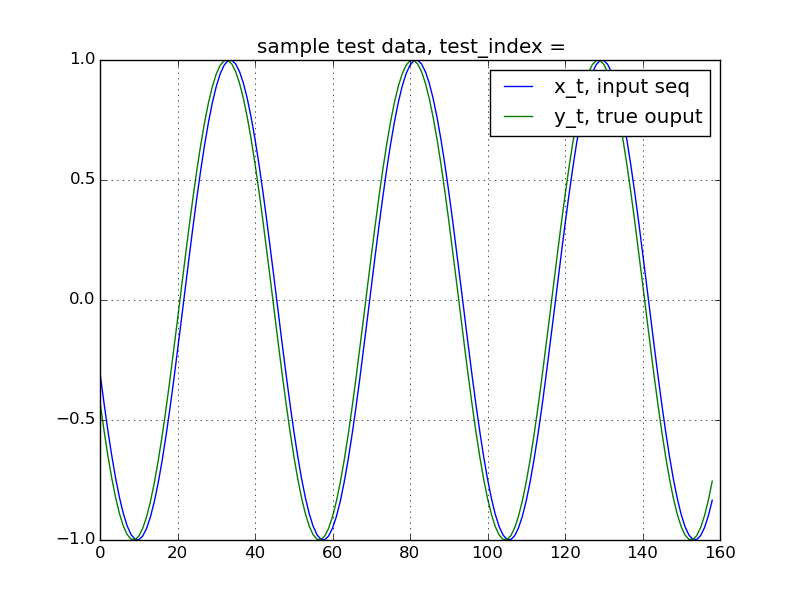 sample test data, test_index =
x_t, input seq
y_t, true ouput
1.0
0.5
0.0
−0.5
−1.0
0 20 40 60 80 100 120 140 160